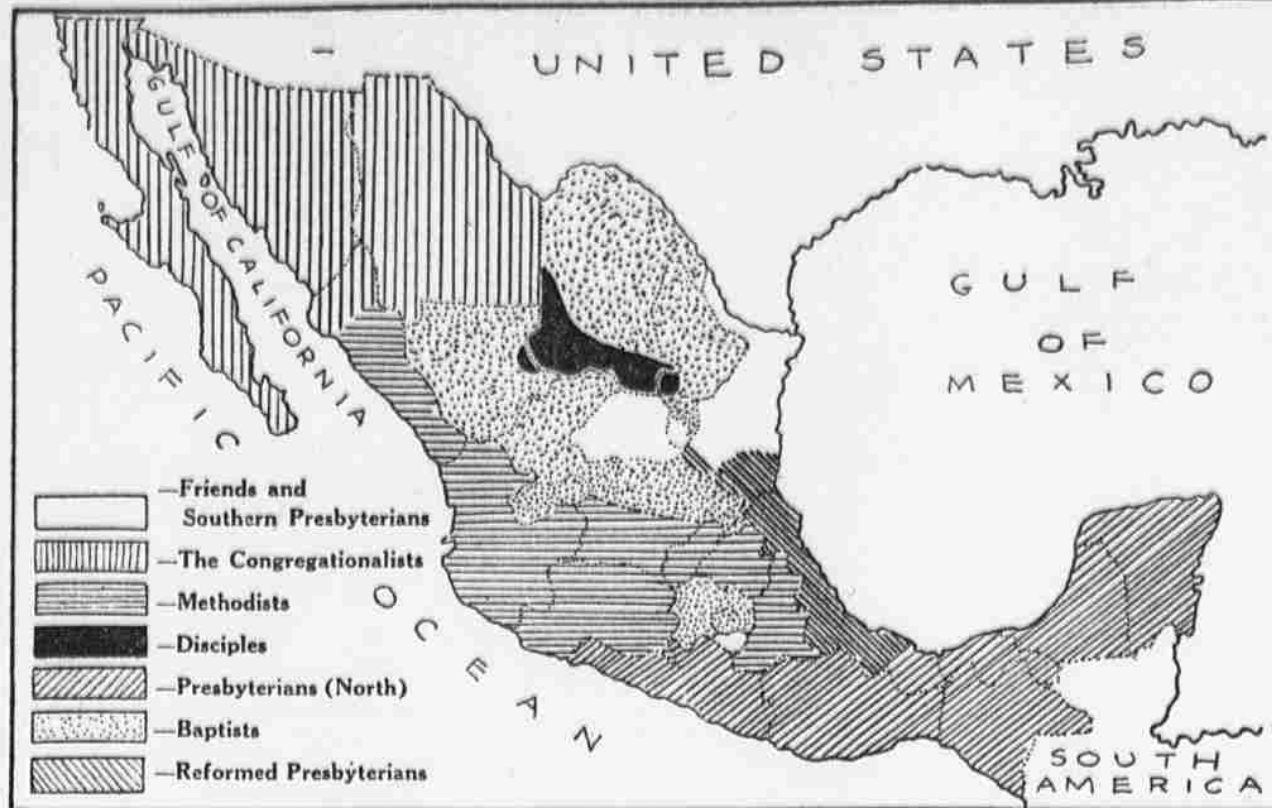 UNITED STATES
GULF OF CALIFORNIA
PACIFIC
OCEAN
GULF
OF
MEXICO
—Friends and
Southern Presbyterians
—The Congregationalists
—Methodists
—Disciples
—Presbyterians (North)
—Baptists
—Reformed Presbyterians
SOUTH
AMERICA